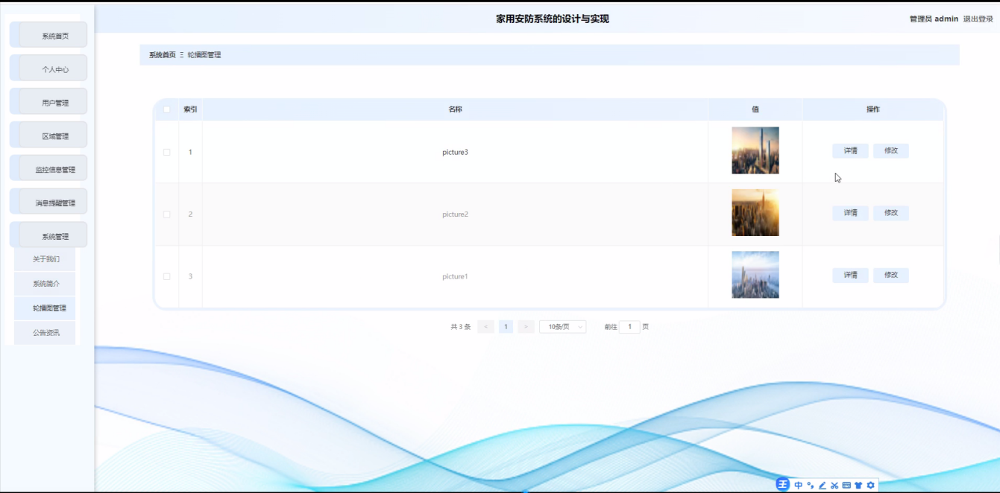 家用安防系统的设计与实现
管理员 admin 退出登录
系统首页
个人中心
用户管理
区域管理
监控信息管理
消息提醒管理
系统管理
关于我们
系统简介
轮播图管理
公告资讯
系统首页 Ξ 轮播图管理
索引 名称 值 操作
1 picture3 详情 修改
2 picture2 详情 修改
3 picture1 详情 修改
共 3 条 < 1 > 10条/页 前往 1 页
王 中